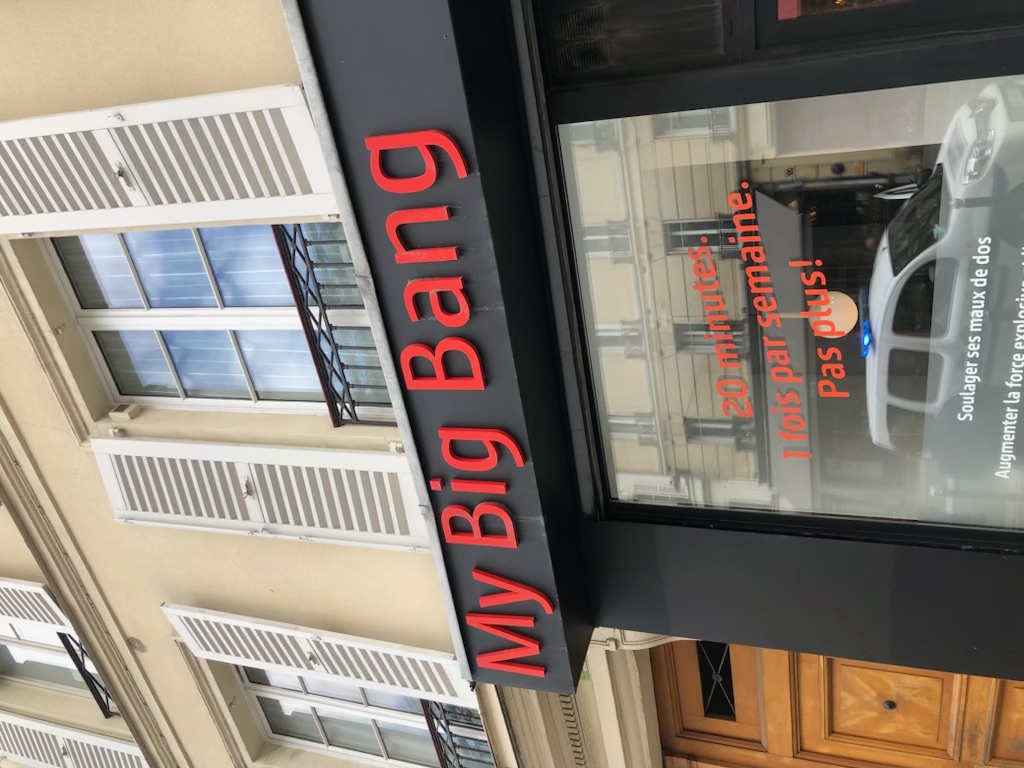 My Big Bang
20 minutes.
1 fois par semaine.
Pas plus!
Soulager ses maux de dos
Augmenter la force explosive